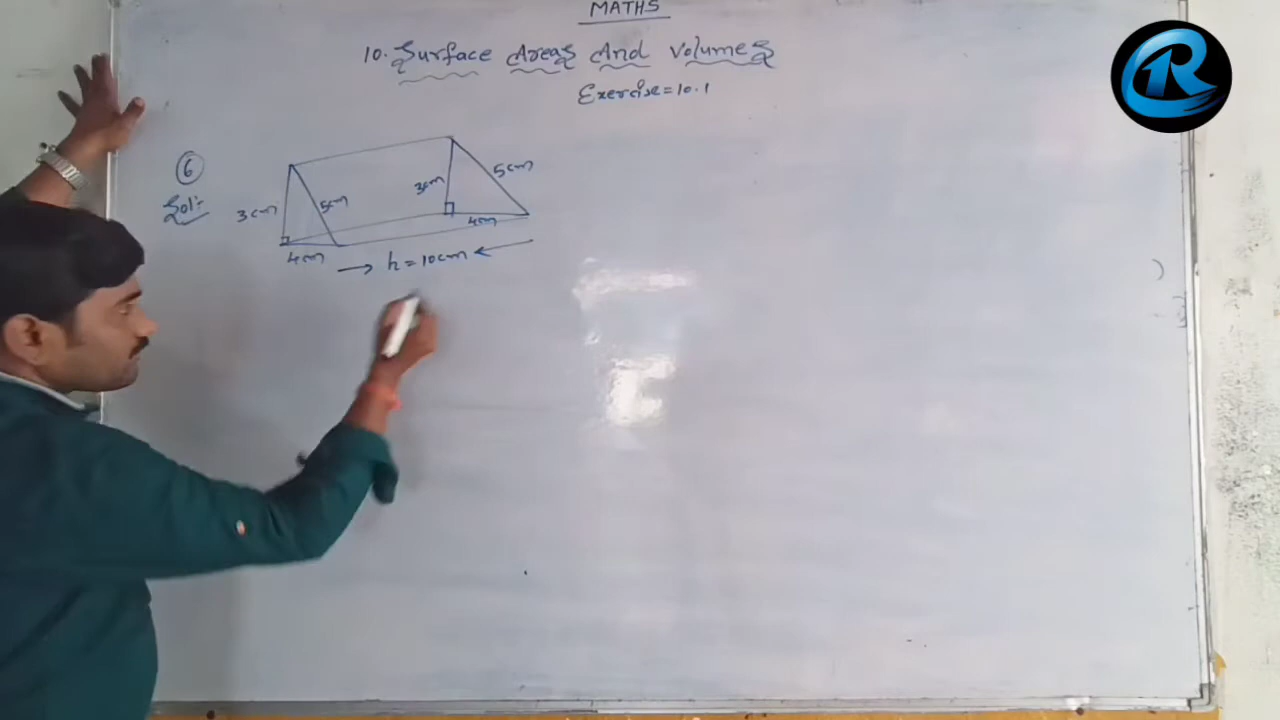 MATHS
10. Surface Areas And Volumes
Exercise = 10.1
6
Sol:-
3cm 5cm 3cm 5cm
4cm 4cm
h = 10cm
R